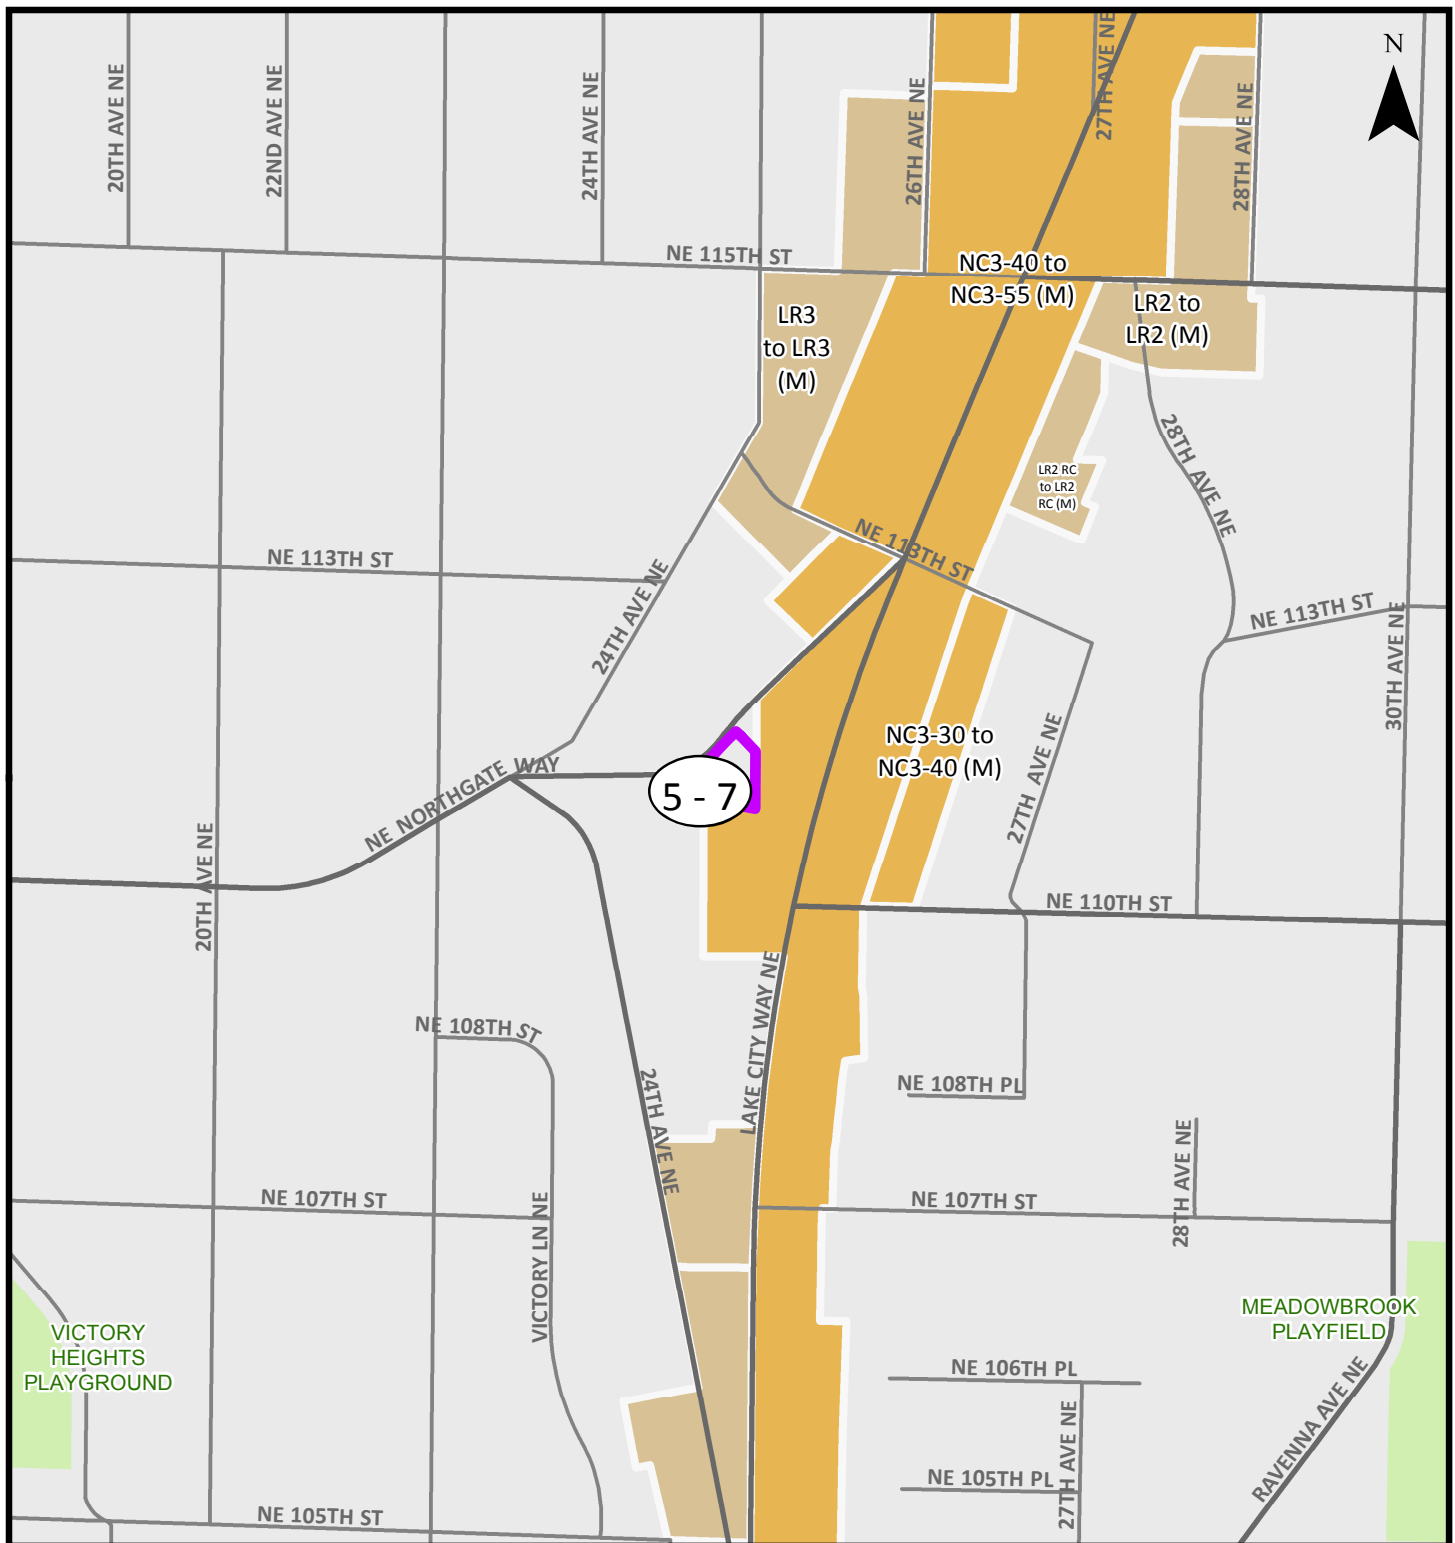 N
20TH AVE NE
22ND AVE NE
24TH AVE NE
26TH AVE NE
27TH AVE NE
28TH AVE NE
NE 115TH ST
NC3-40 to
NC3-55 (M)
LR3
to LR3
(M)
LR2 to
LR2 (M)
LR2 RC
to LR2
RC (M)
28TH AVE NE
NE 113TH ST
NE 113TH ST
24TH AVE NE
NE 113TH ST
30TH AVE NE
NC3-30 to
NC3-40 (M)
27TH AVE NE
NE NORTHGATE WAY
5 - 7
20TH AVE NE
NE 110TH ST
LAKE CITY WAY NE
NE 108TH ST
24TH AVE NE
NE 108TH PL
28TH AVE NE
NE 107TH ST
NE 107TH ST
VICTORY LN NE
MEADOWBROOK
PLAYFIELD
VICTORY
HEIGHTS
PLAYGROUND
NE 106TH PL
27TH AVE NE
RAVENNA AVE NE
NE 105TH PL
NE 105TH ST